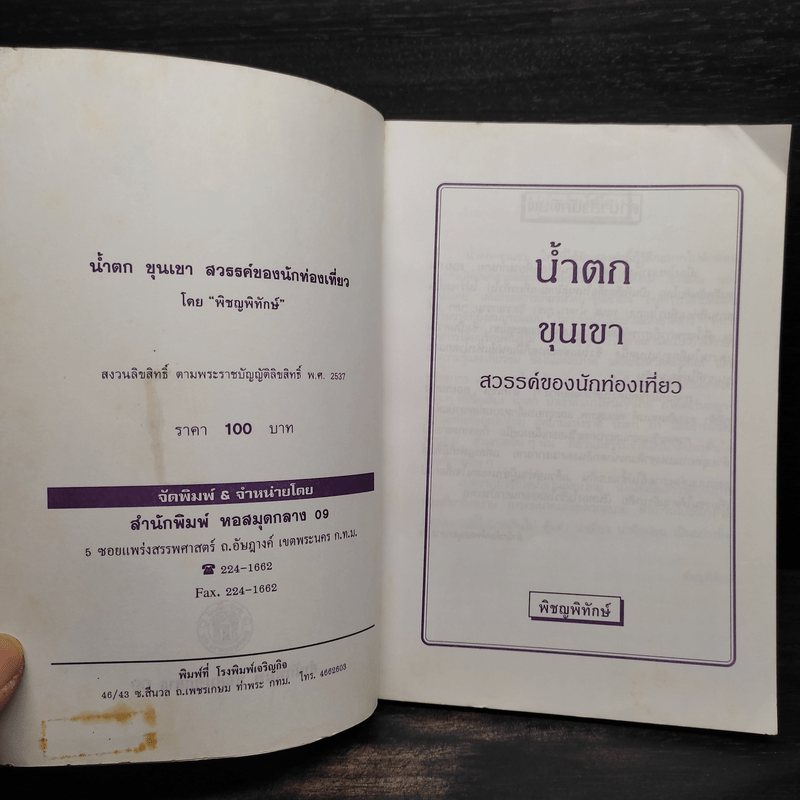 น้ำตก ขุนเขา สวรรค์ของนักท่องเที่ยว
โดย "พิชญพิทักษ์"
สงวนลิขสิทธิ์ ตามพระราชบัญญัติลิขสิทธิ์ พ.ศ. 2537
ราคา 100 บาท
จัดพิมพ์ & จำหน่ายโดย
สำนักพิมพ์ หอสมุดกลาง 09
5 ซอยแพร่งสรรพศาสตร์ ถ.อัษฎางค์ เขตพระนคร ก.ท.ม.
☎ 224-1662
Fax. 224-1662
พิมพ์ที่ โรงพิมพ์เจริญกิจ
46/43 ซ.สีนวล ถ.เพชรเกษม ท่าพระ กทม. โทร. 4662603
น้ำตก
ขุนเขา
สวรรค์ของนักท่องเที่ยว
พิชญพิทักษ์